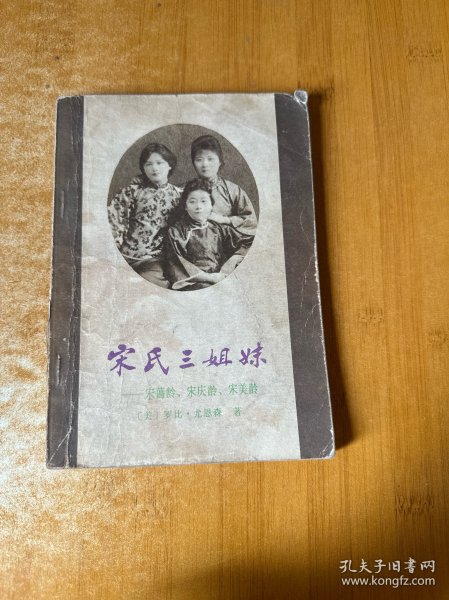 宋氏三姐妹
——宋蔼龄、宋庆龄、宋美龄
〔美〕罗比·尤恩森 著
孔夫子旧书网
www.kongfz.com